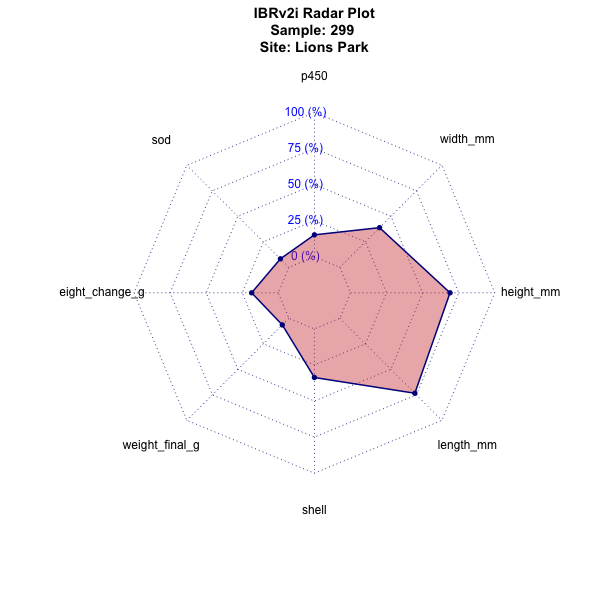 IBRv2i Radar Plot
Sample: 299
Site: Lions Park
p450
100 (%)
sod
width_mm
75 (%)
50 (%)
25 (%)
0 (%)
eight_change_g
height_mm
weight_final_g
length_mm
shell